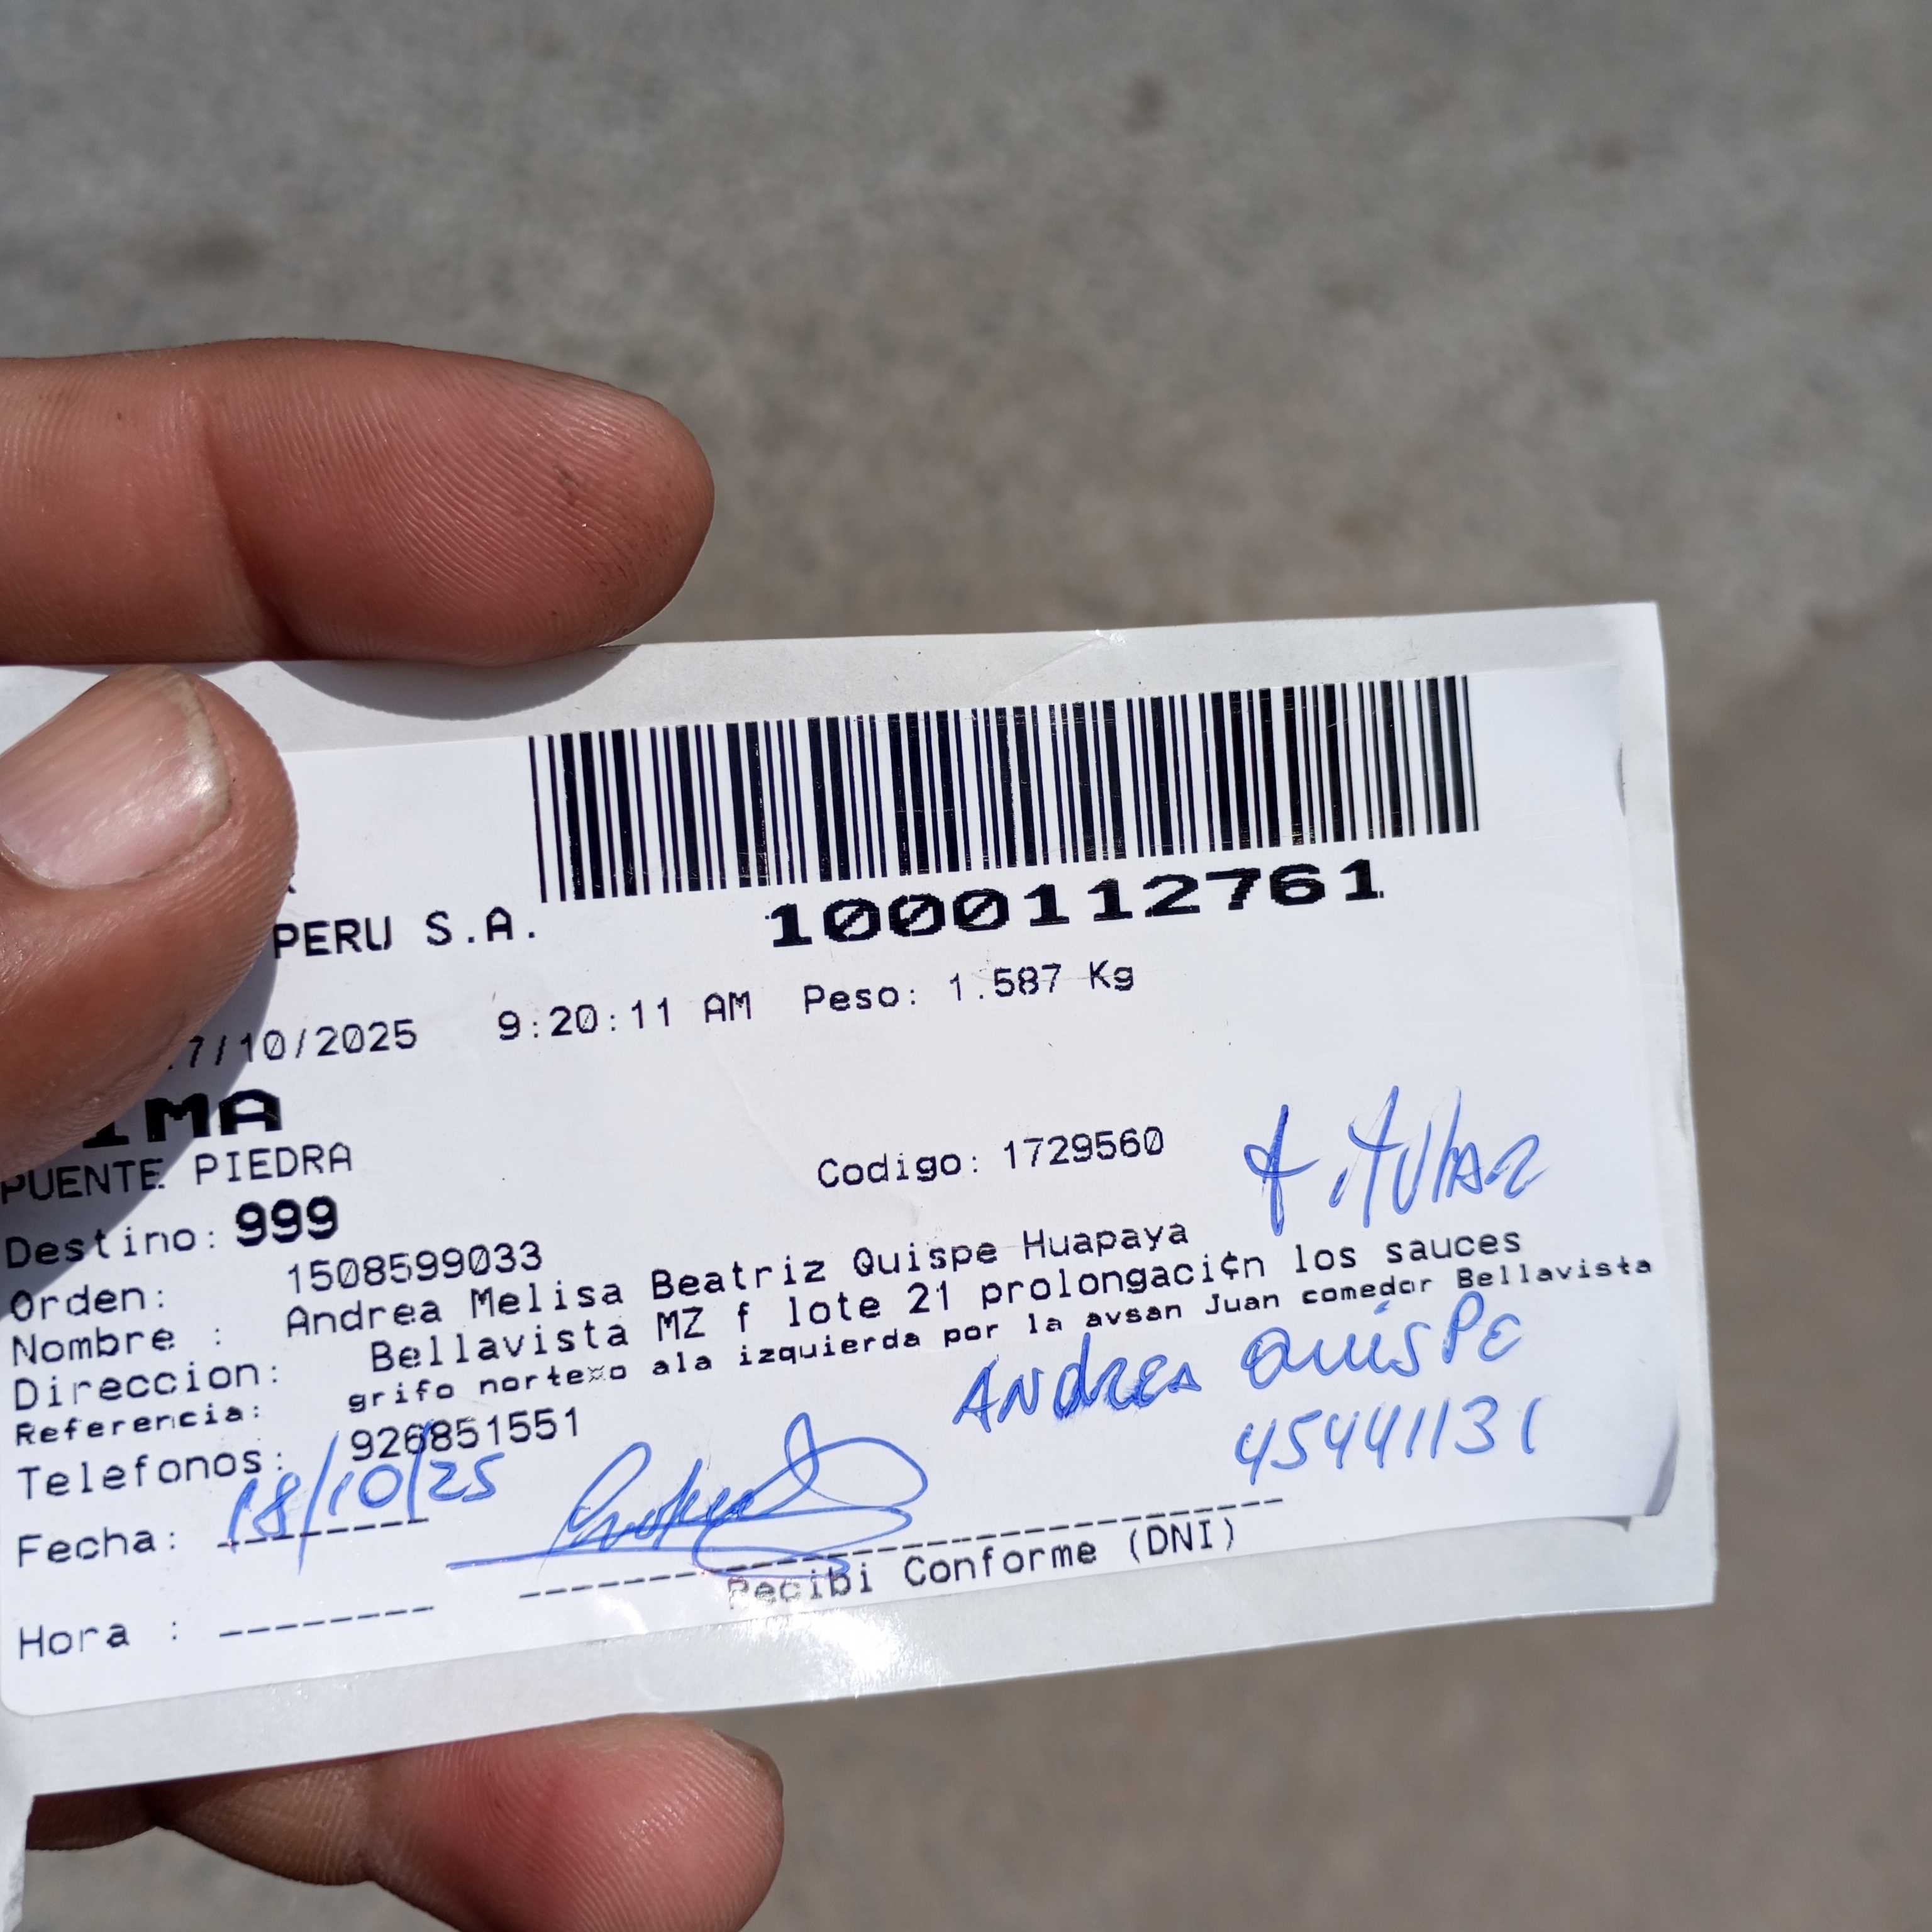 PERU S.A.
1000112761
7/10/2025 9:20:11 AM Peso: 1.587 Kg
IMA
PUENTE PIEDRA
Codigo: 1729560
TITULAR
Destino: 999
Orden: 1508599033
Nombre : Andrea Melisa Beatriz Quispe Huapaya
Direccion: Bellavista MZ f lote 21 prolongaci¢n los sauces
Referencia: grifo norteño ala izquierda por la avsan Juan comedor Bellavista
Telefonos: 926851551
ANdREA QUISPE
45441131
Fecha: 18/10/25
Recibi Conforme (DNI)
Hora :